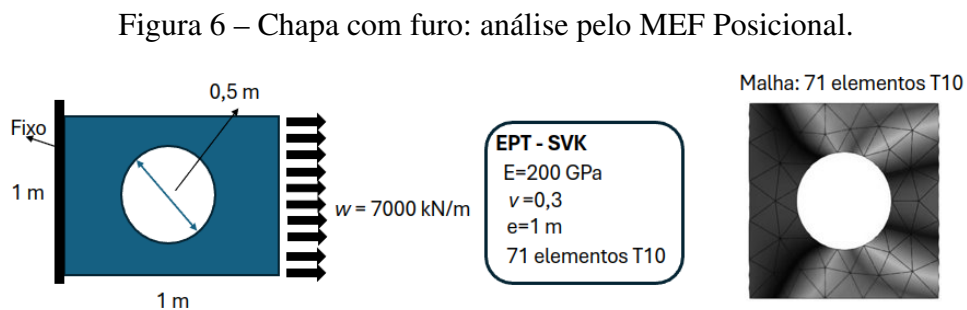 Figura 6 – Chapa com furo: análise pelo MEF Posicional.
0,5 m
Fixo
1 m
1 m
w = 7000 kN/m
EPT - SVK
E=200 GPa
v =0,3
e=1 m
71 elementos T10
Malha: 71 elementos T10